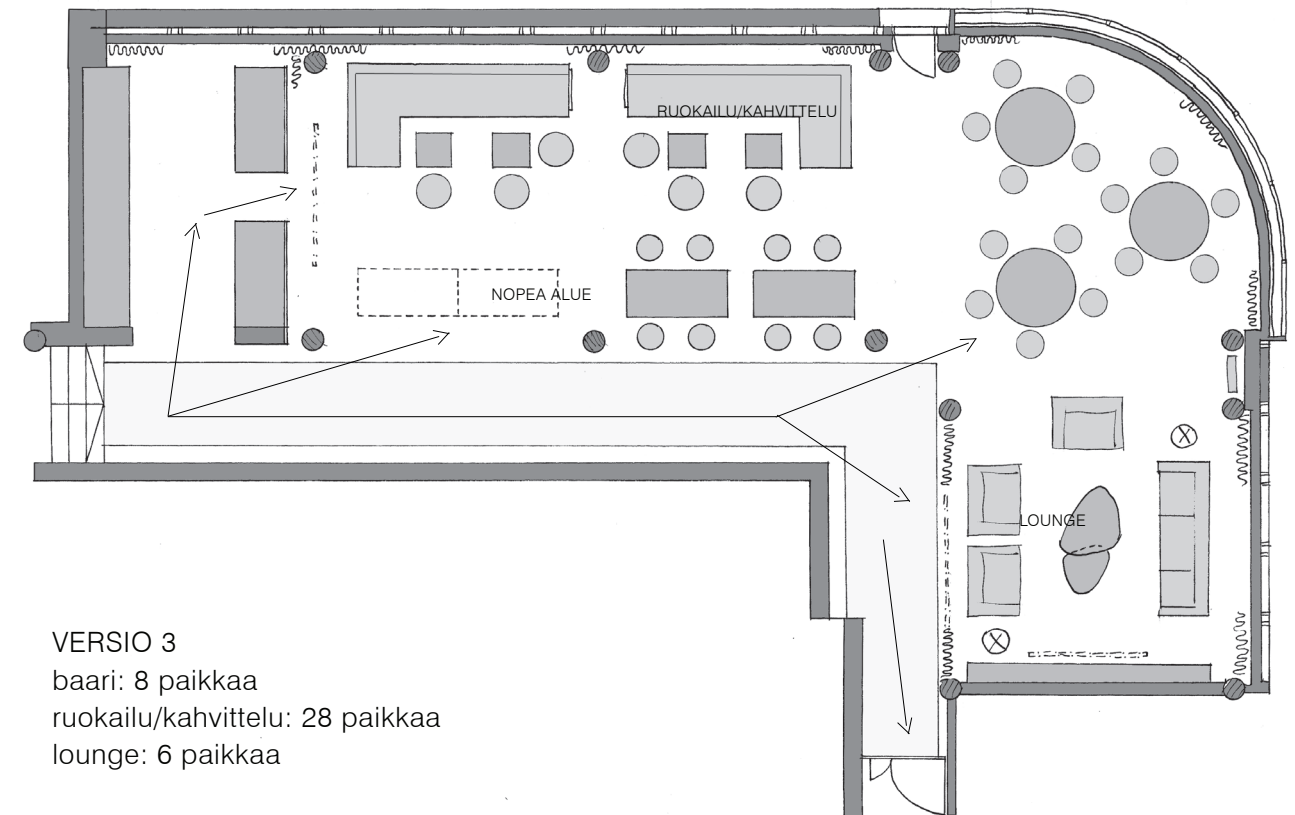 RUOKAILU/KAHVITTELU
NOPEA ALUE
LOUNGE
VERSIO 3
baari: 8 paikkaa
ruokailu/kahvittelu: 28 paikkaa
lounge: 6 paikkaa